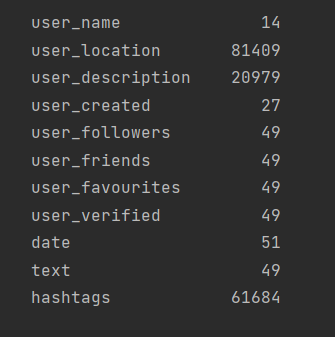 user_name 14
user_location 81409
user_description 20979
user_created 27
user_followers 49
user_friends 49
user_favourites 49
user_verified 49
date 51
text 49
hashtags 61684